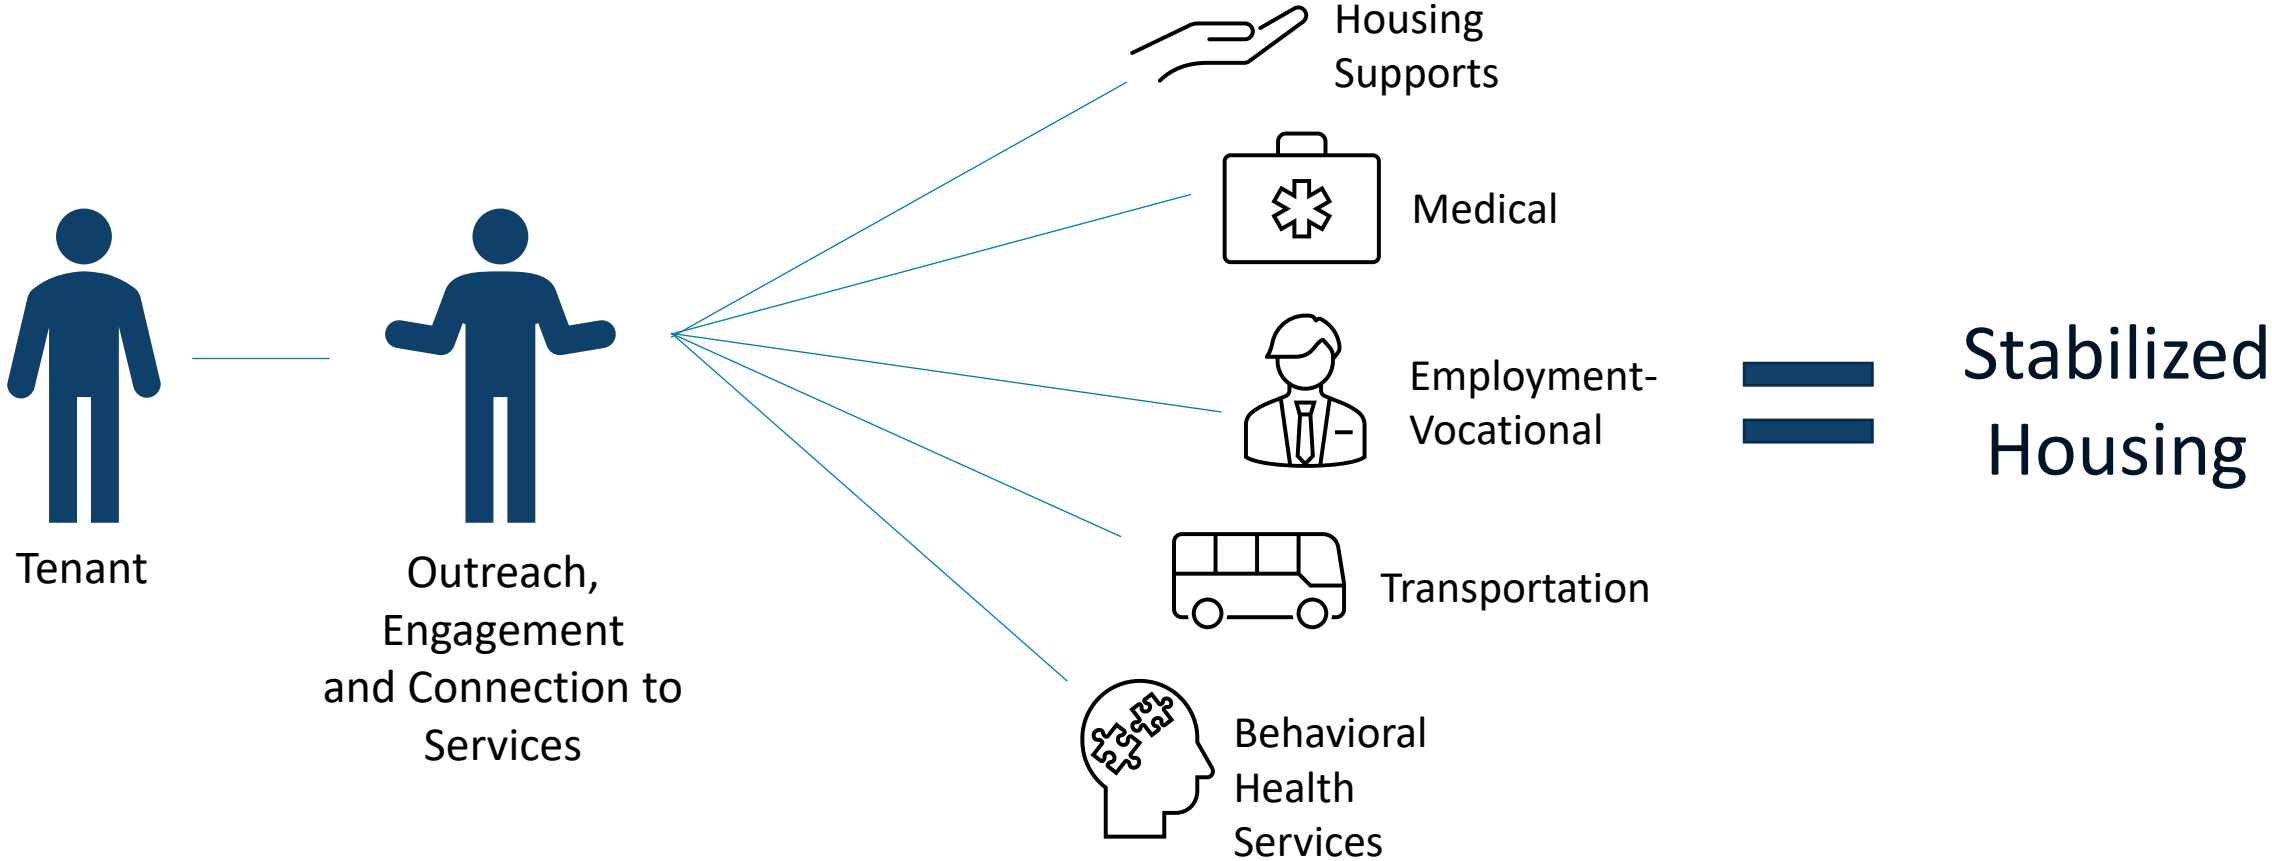 Tenant
Outreach,
Engagement
and Connection to
Services
Housing
Supports
Medical
Employment-
Vocational
Transportation
Behavioral
Health
Services
Stabilized
Housing